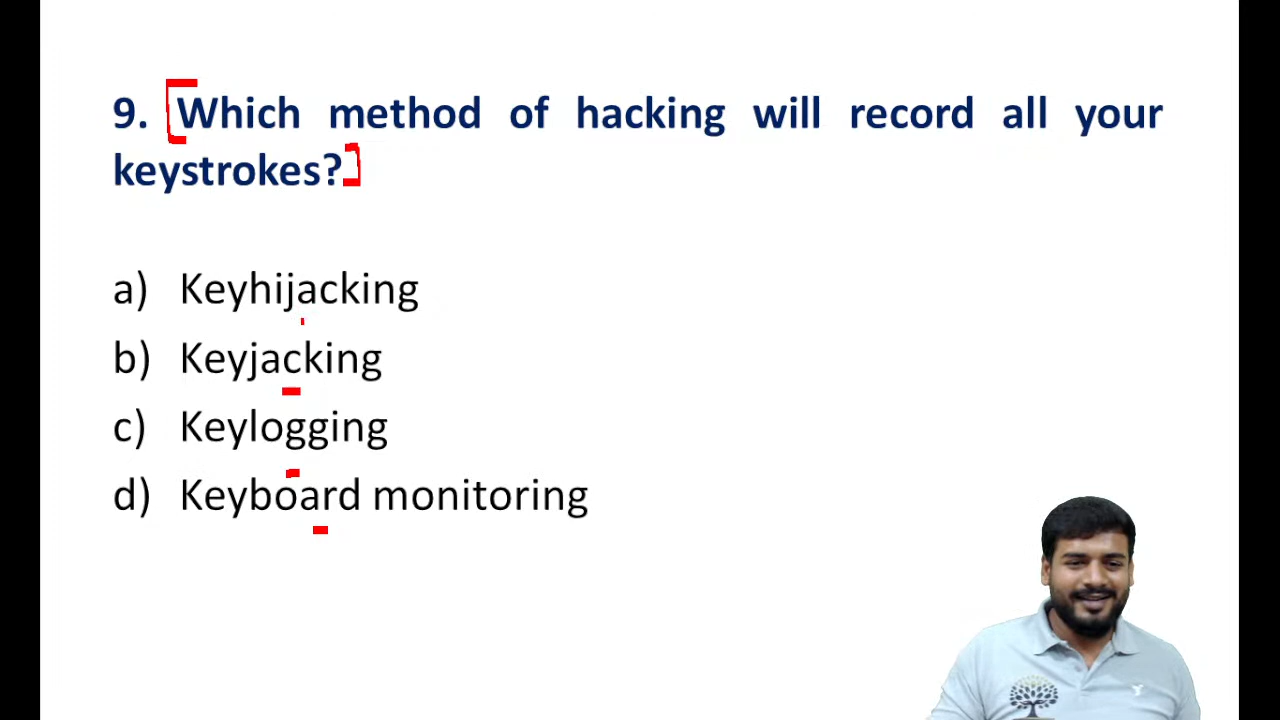 9. Which method of hacking will record all your
keystrokes?
a) Keyhijacking
b) Keyjacking
c) Keylogging
d) Keyboard monitoring